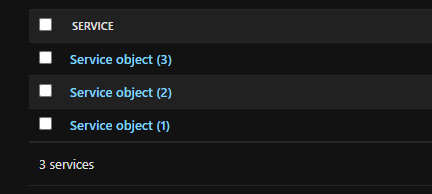 SERVICE
Service object (3)
Service object (2)
Service object (1)
3 services